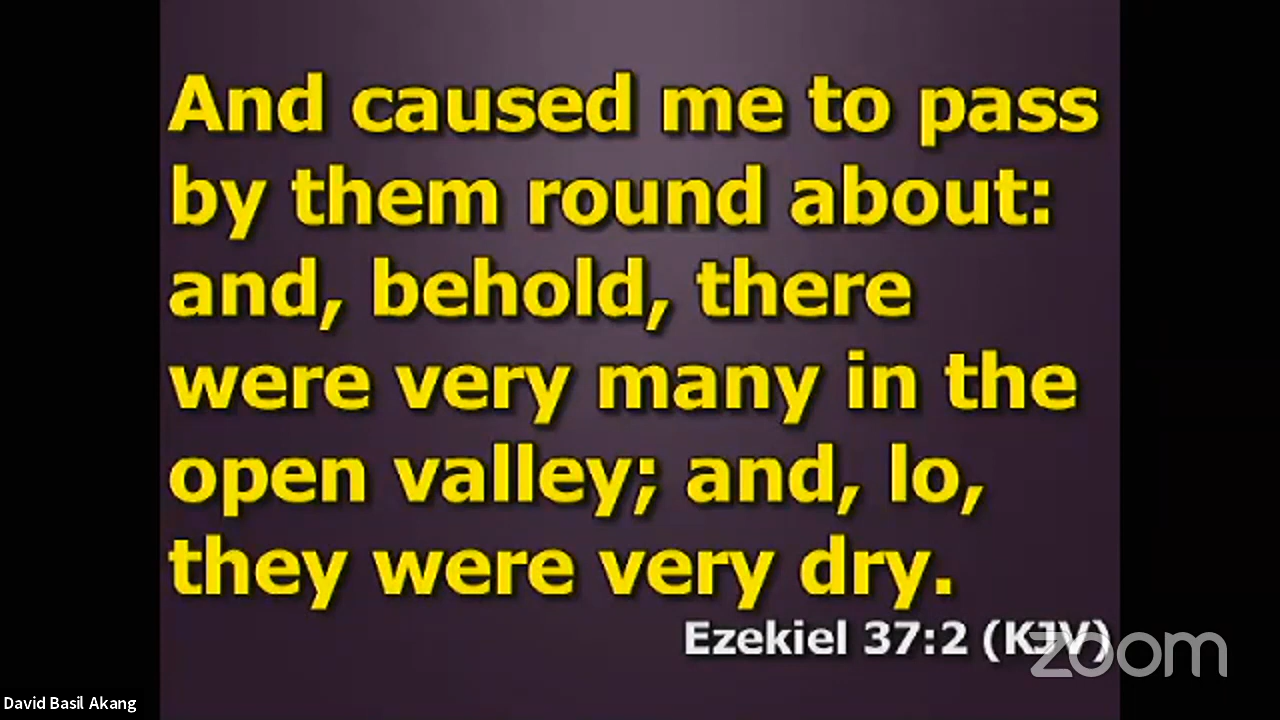 And caused me to pass
by them round about:
and, behold, there
were very many in the
open valley; and, lo,
they were very dry.
Ezekiel 37:2 (KJV)
zoom
David Basil Akang